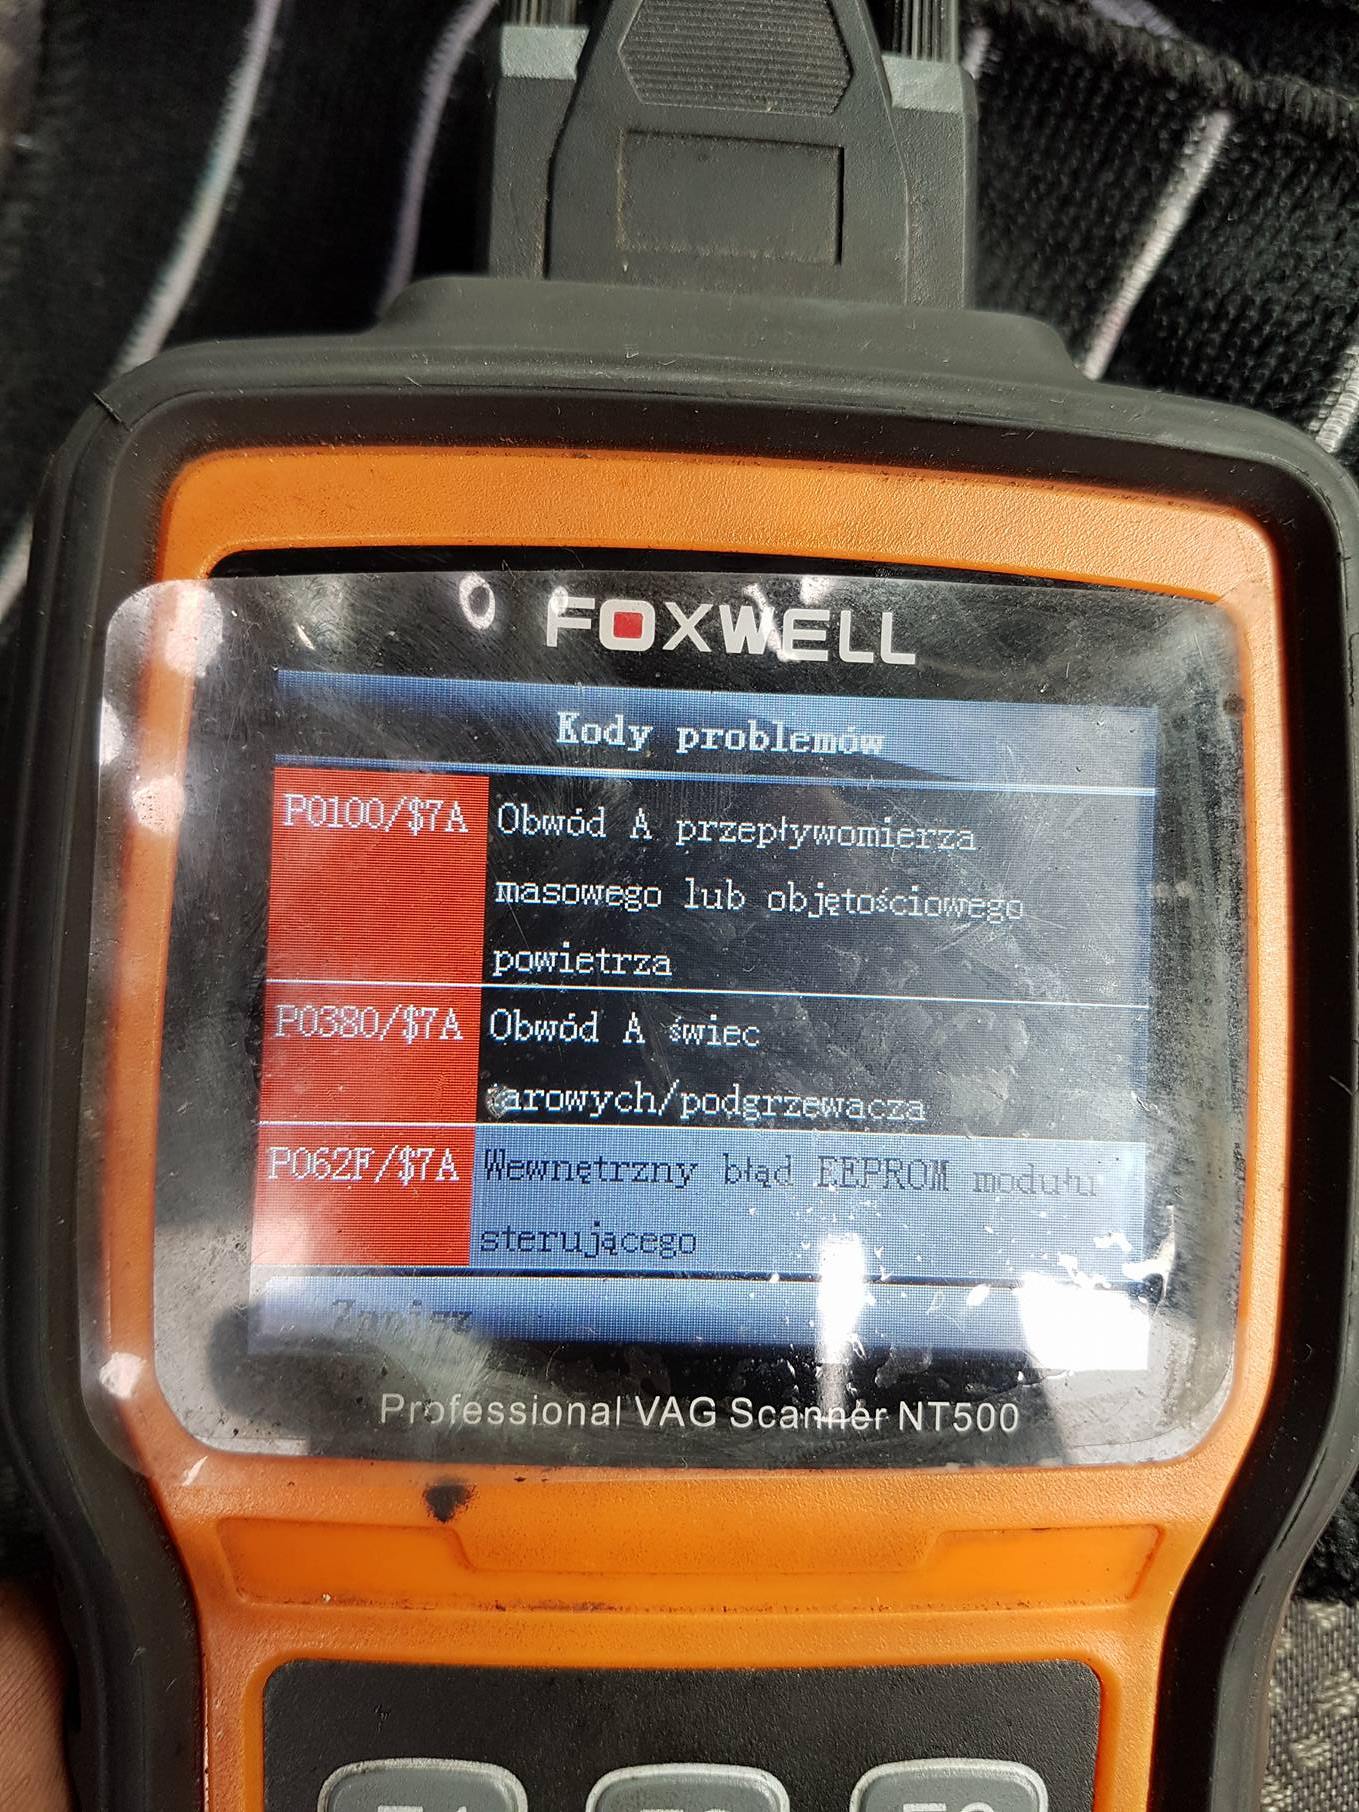 FOXWELL
Kody problemów
P0100/$7A Obwód A przepływomierza
masowego lub objętościowego
powietrza
P0380/$7A Obwód A świec
żarowych/podgrzewacza
P062F/$7A Wewnętrzny błąd EEPROM modułu
sterującego
Zapisz
Professional VAG Scanner NT500